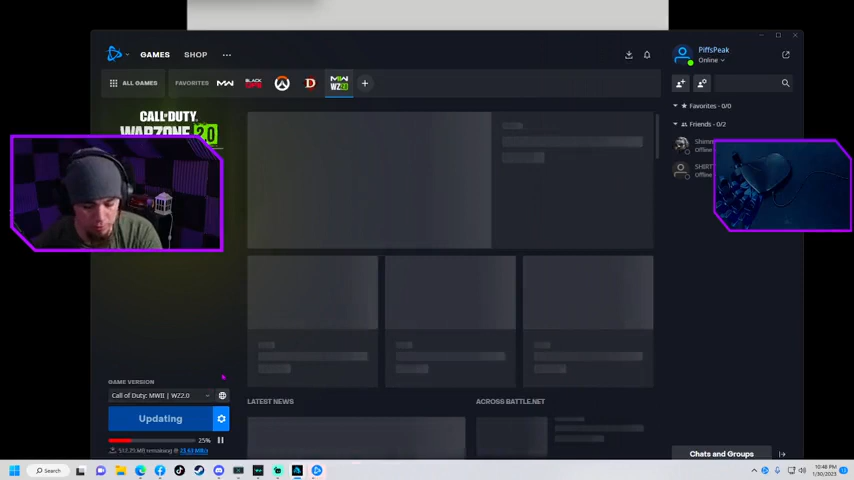 GAMES SHOP ...
PiffsPeak
Online
ALL GAMES FAVORITES MW BLACK OPS D MW WZ2.0 +
Favorites - 0/0
CALL OF DUTY
WARZONE 2.0
Friends - 0/2
Offline
SHIRT
Offline
GAME VERSION
Call of Duty: MWII | WZ2.0
LATEST NEWS
ACROSS BATTLE.NET
Updating
25%
Chats and Groups
Search
10:48 PM
1/30/2023